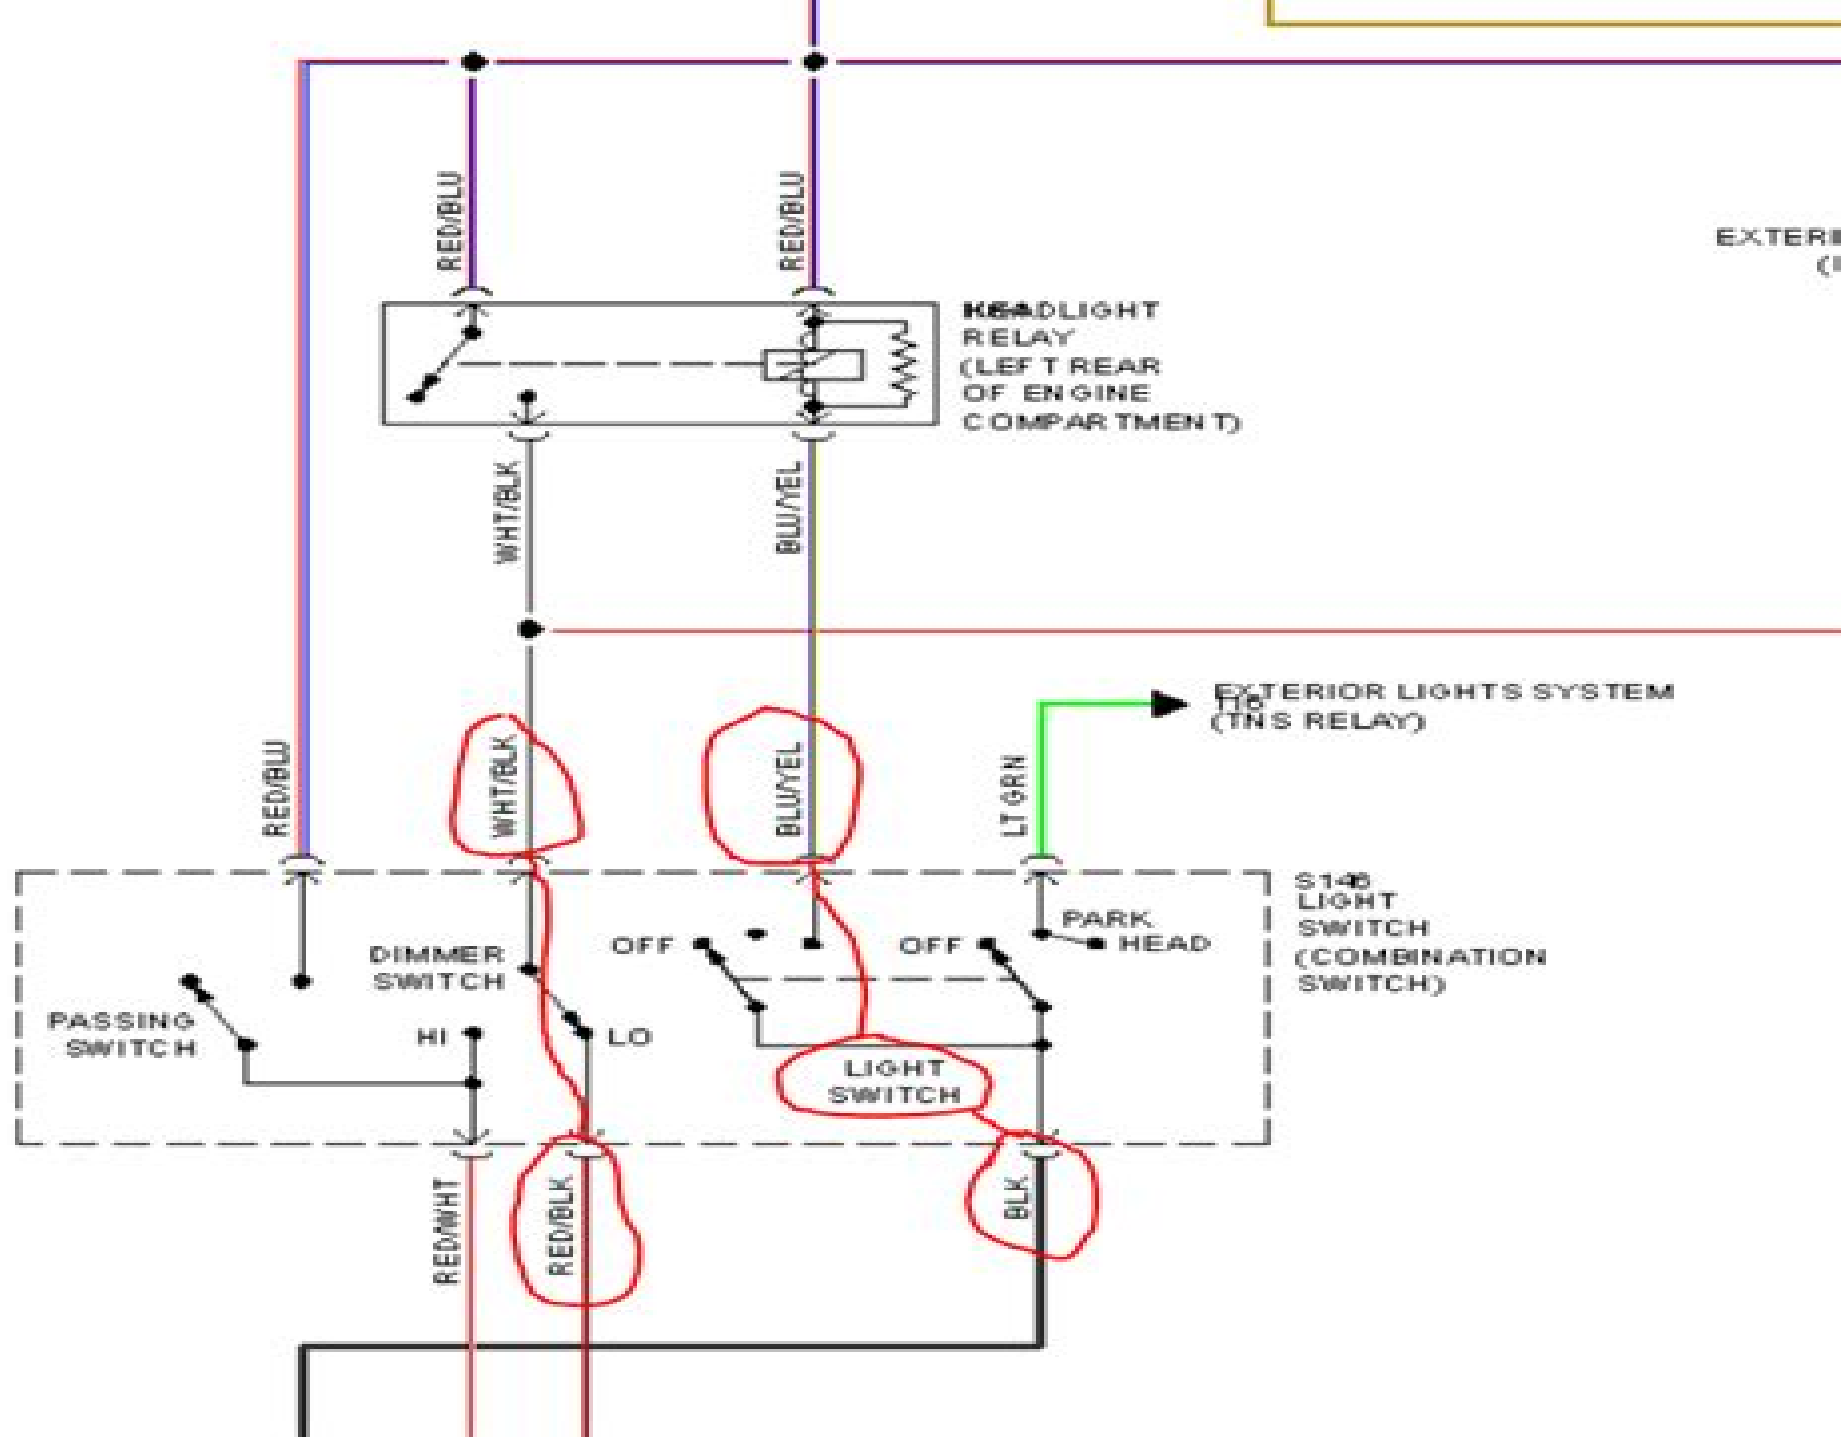 RED/BLU
RED/BLU
EXTERI
HEADLIGHT
RELAY
(LEFT REAR
OF ENGINE
COMPARTMENT)
WHT/BLK
BLU/YEL
EXTERIOR LIGHTS SYSTEM
(TNS RELAY)
RED/BLU
WHT/BLK
BLU/YEL
LT GRN
LIGHT
SWITCH
(COMBINATION
SWITCH)
PARK
HEAD
OFF
OFF
DIMMER
SWITCH
PASSING
SWITCH
HI
LO
LIGHT
SWITCH
RED/WHT
RED/BLK
BLK